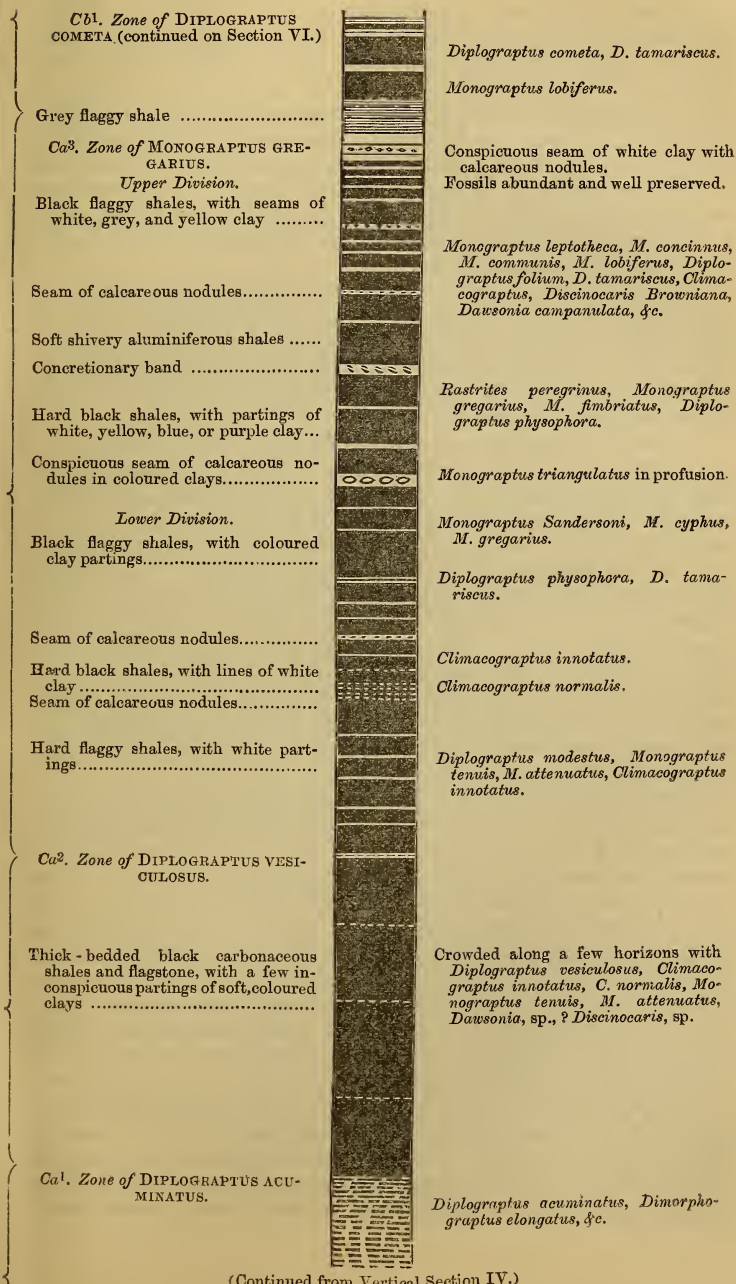 Cb¹. Zone of DIPLOGRAPTUS
COMETA (continued on Section VI.)
Diplograptus cometa, D. tamariscus.
Monograptus lobiferus.
Grey flaggy shale ..........................
Ca³. Zone of MONOGRAPTUS GRE-
GARIUS.
Upper Division.
Conspicuous seam of white clay with
calcareous nodules.
Fossils abundant and well preserved.
Black flaggy shales, with seams of
white, grey, and yellow clay .........
Monograptus leptotheca, M. concinnus,
M. communis, M. lobiferus, Diplo-
graptus folium, D. tamariscus, Clima-
cograptus, Discinocaris Browniana,
Dawsonia campanulata, &c.
Seam of calcareous nodules...............
Soft shivery aluminiferous shales ......
Concretionary band ........................
Rastrites peregrinus, Monograptus
gregarius, M. fimbriatus, Diplo-
graptus physophora.
Hard black shales, with partings of
white, yellow, blue, or purple clay...
Conspicuous seam of calcareous no-
dules in coloured clays..................
Monograptus triangulatus in profusion.
Lower Division.
Black flaggy shales, with coloured
clay partings.................................
Monograptus Sandersoni, M. cyphus,
M. gregarius.
Diplograptus physophora, D. tama-
riscus.
Seam of calcareous nodules...............
Climacograptus innotatus.
Hard black shales, with lines of white
clay ..........................................
Seam of calcareous nodules...............
Climacograptus normalis.
Hard flaggy shales, with white part-
ings..........................................
Diplograptus modestus, Monograptus
tenuis, M. attenuatus, Climacograptus
innotatus.
Ca². Zone of DIPLOGRAPTUS VESI-
CULOSUS.
Thick-bedded black carbonaceous
shales and flagstone, with a few in-
conspicuous partings of soft, coloured
clays ........................................
Crowded along a few horizons with
Diplograptus vesiculosus, Climaco-
graptus innotatus, C. normalis, Mo-
nograptus tenuis, M. attenuatus,
Dawsonia, sp., ? Discinocaris, sp.
Ca¹. Zone of DIPLOGRAPTUS ACU-
MINATUS.
Diplograptus acuminatus, Dimorpho-
graptus elongatus, &c.
(Continued from Vertical Section IV.)